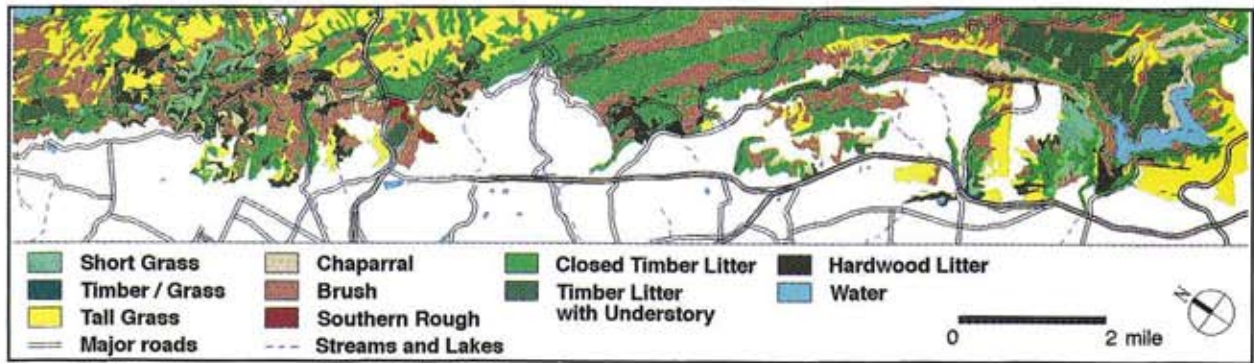 Short Grass
Timber / Grass
Tall Grass
Major roads
Chaparral
Brush
Southern Rough
Streams and Lakes
Closed Timber Litter
Timber Litter
with Understory
Hardwood Litter
Water
0 2 mile
N